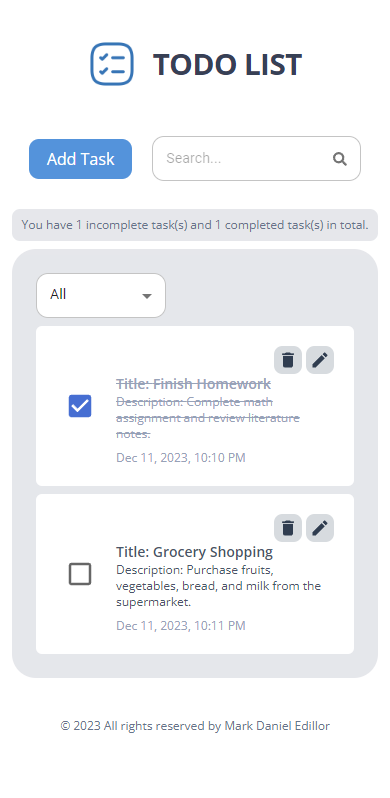 TODO LIST
Add Task
Search...
You have 1 incomplete task(s) and 1 completed task(s) in total.
All
Title: Finish Homework
Description: Complete math
assignment and review literature
notes.
Dec 11, 2023, 10:10 PM
Title: Grocery Shopping
Description: Purchase fruits,
vegetables, bread, and milk from the
supermarket.
Dec 11, 2023, 10:11 PM
© 2023 All rights reserved by Mark Daniel Edillor